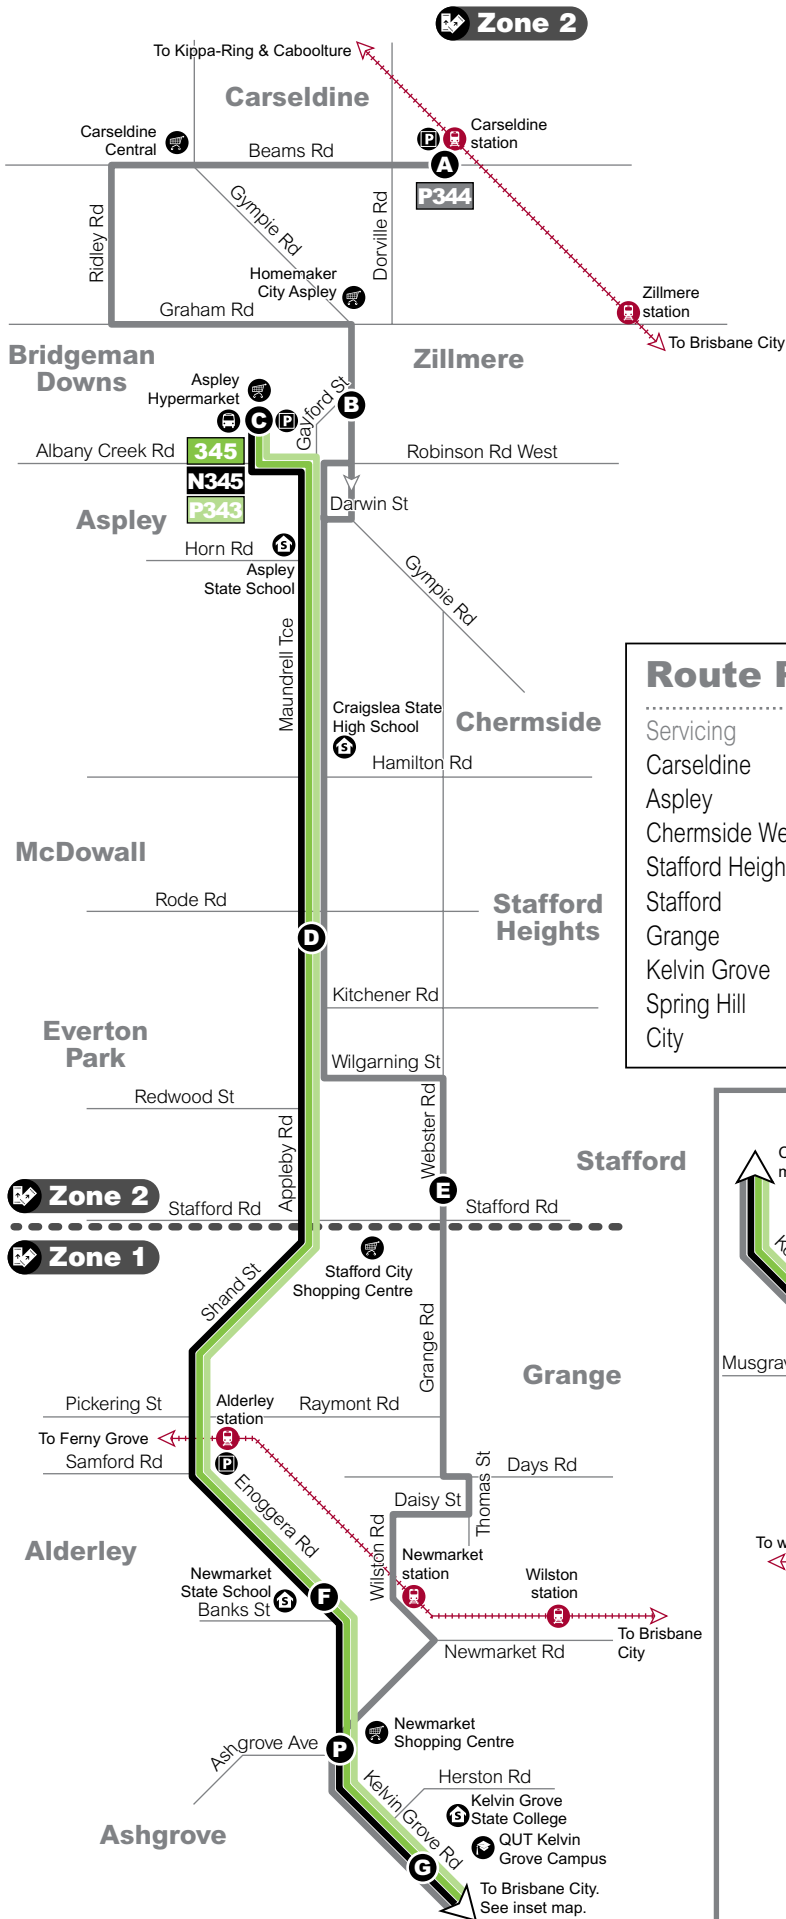 Zone 2
To Kippa-Ring & Caboolture
Carseldine
Carseldine
Central
Carseldine
station
Beams Rd
A
P344
Ridley Rd
Gympie Rd
Dorville Rd
Homemaker
City Aspley
Graham Rd
Zillmere
station
To Brisbane City
Bridgeman
Downs
Zillmere
Aspley
Hypermarket
C
P
Gayford St
B
Albany Creek Rd
345
Robinson Rd West
N345
P343
Darwin St
Aspley
Horn Rd
Aspley
State School
Gympie Rd
Maundrell Tce
Craigslea State
High School
Chermside
Hamilton Rd
Route
Servicing
Carseldine
Aspley
Chermside We
Stafford Heigh
Stafford
Grange
Kelvin Grove
Spring Hill
City
McDowall
Rode Rd
Stafford
Heights
D
Kitchener Rd
Everton
Park
Wilgarning St
Redwood St
Appleby Rd
Webster Rd
Stafford
E
Zone 2
Stafford Rd
Stafford Rd
Zone 1
Stafford City
Shopping Centre
Shand St
Grange Rd
Grange
Musgra
Pickering St
Alderley
station
Raymont Rd
To Ferny Grove
Samford Rd
P
Days Rd
Thomas St
Daisy St
Enoggera Rd
Wilston Rd
Alderley
Newmarket
station
Wilston
station
To w
Newmarket
State School
F
Banks St
To Brisbane
City
Newmarket Rd
Newmarket
Shopping Centre
P
Ashgrove Ave
Herston Rd
Kelvin Grove Rd
Kelvin Grove
State College
Ashgrove
QUT Kelvin
Grove Campus
G
To Brisbane City.
See inset map.